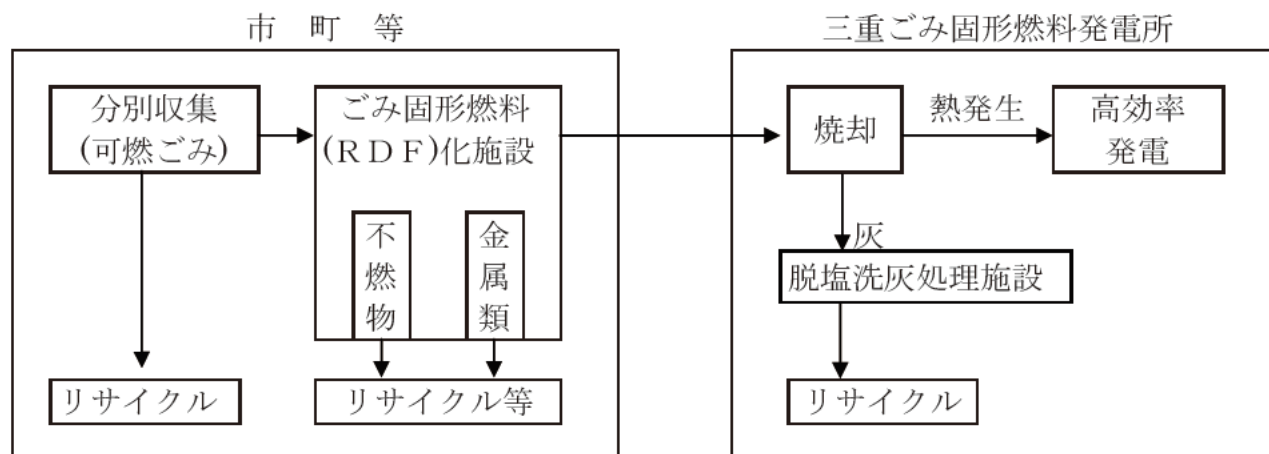 市 町 等
分別収集
(可燃ごみ)
ごみ固形燃料
(ＲＤＦ)化施設
不燃物
金属類
リサイクル
リサイクル等
三重ごみ固形燃料発電所
焼却
熱発生
高効率
発電
灰
脱塩洗灰処理施設
リサイクル